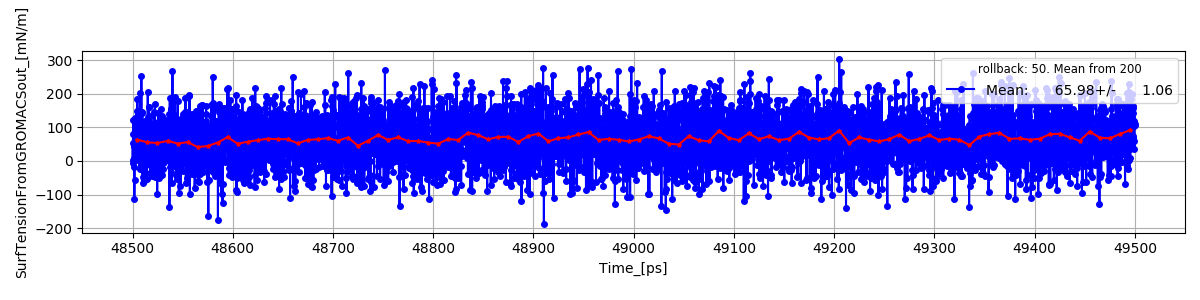 SurfTensionFromGROMACSout_[mN/m]
300
200
100
0
−100
−200
rollback: 50. Mean from 200
Mean: 65.98+/- 1.06
48500 48600 48700 48800 48900 49000 49100 49200 49300 49400 49500
Time_[ps]